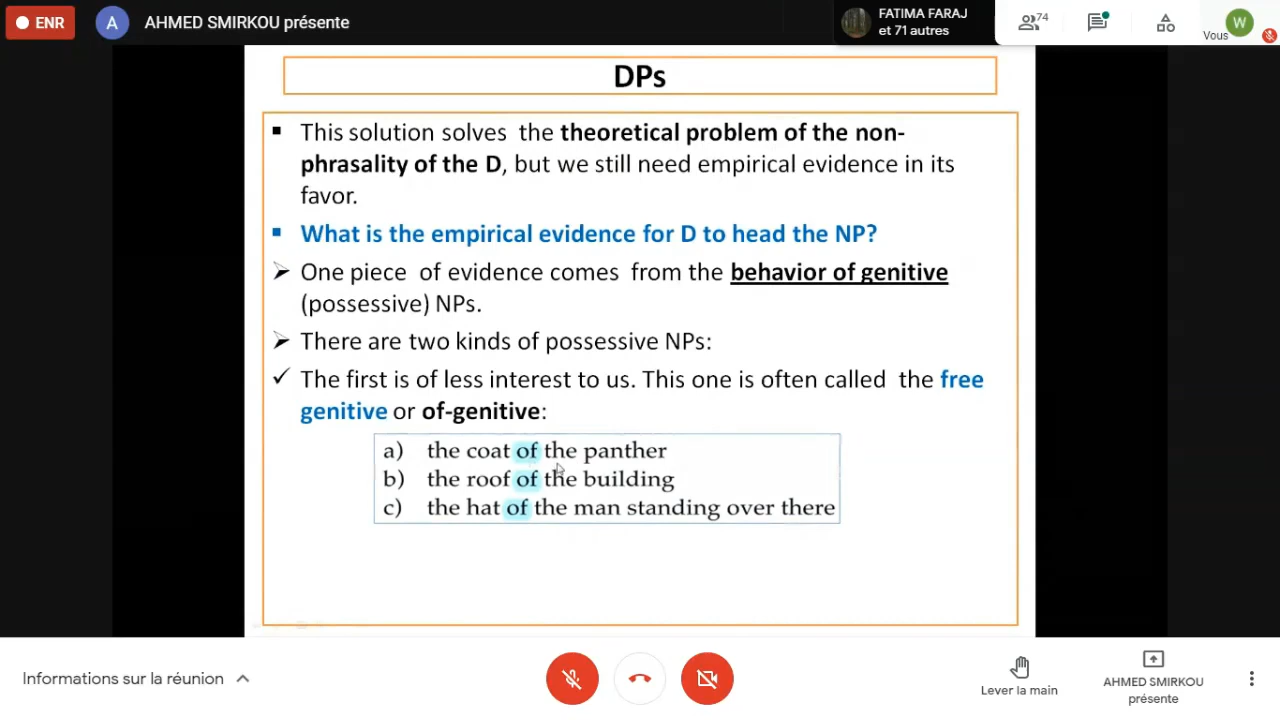 ENR
A
AHMED SMIRKOU présente
FATIMA FARAJ
et 71 autres
74
Vous
W
DPs
▪ This solution solves the theoretical problem of the non-
phrasality of the D, but we still need empirical evidence in its
favor.
▪ What is the empirical evidence for D to head the NP?
➢ One piece of evidence comes from the behavior of genitive
(possessive) NPs.
➢ There are two kinds of possessive NPs:
✓ The first is of less interest to us. This one is often called the free
genitive or of-genitive:
a) the coat of the panther
b) the roof of the building
c) the hat of the man standing over there
Informations sur la réunion
Lever la main
AHMED SMIRKOU
présente